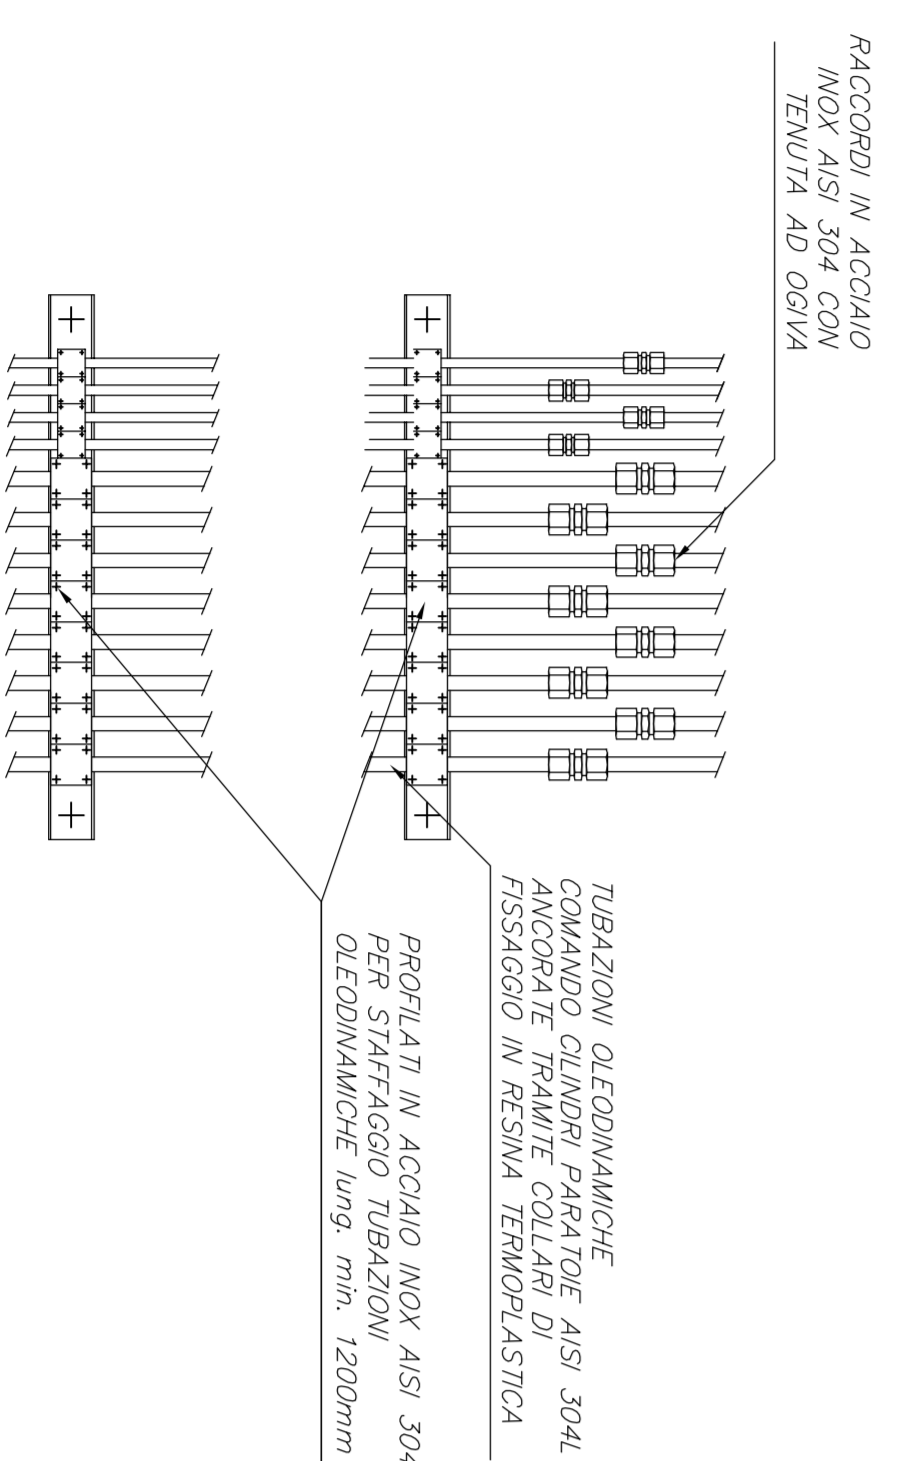 RACCORDI IN ACCIAIO
INOX AISI 304 CON
TENUTA AD OGIVA
TUBAZIONI OLEODINAMICHE
COMANDO CILINDRI PARATOIE AISI 304L
ANCORATE TRAMITE COLLARI DI
FISSAGGIO IN RESINA TERMOPLASTICA
PROFILATI IN ACCIAIO INOX AISI 304
PER STAFFAGGIO TUBAZIONI
OLEODINAMICHE lung. min. 1200mm